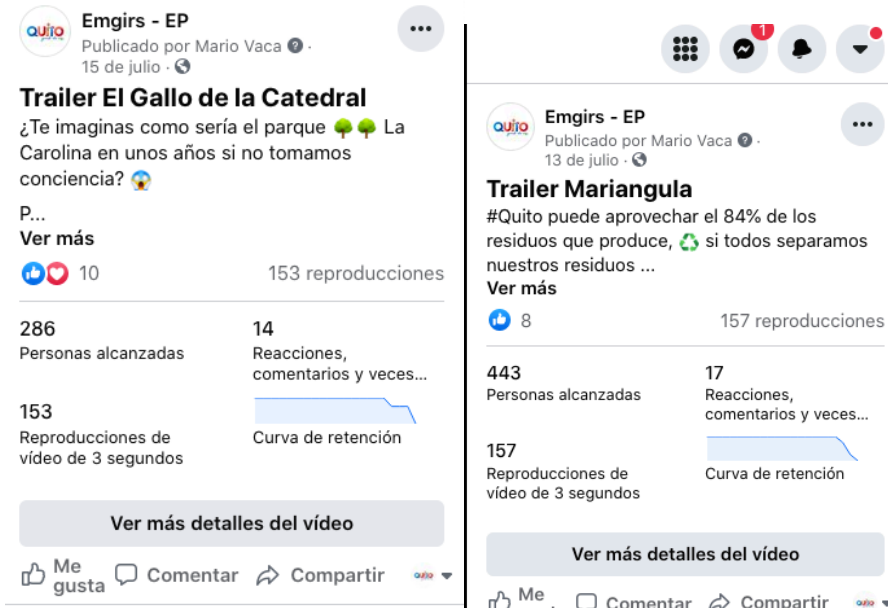 QUITO
Emgirs - EP
Publicado por Mario Vaca ·
15 de julio ·
Trailer El Gallo de la Catedral
¿Te imaginas como sería el parque 🌳🌳 La
Carolina en unos años si no tomamos
conciencia? 😱
P...
Ver más
10
153 reproducciones
286
Personas alcanzadas
14
Reacciones,
comentarios y veces...
153
Reproducciones de
vídeo de 3 segundos
Curva de retención
Ver más detalles del vídeo
Me
gusta
Comentar
Compartir
QUITO
1
QUITO
Emgirs - EP
Publicado por Mario Vaca ·
13 de julio ·
Trailer Mariangula
#Quito puede aprovechar el 84% de los
residuos que produce, ♻️ si todos separamos
nuestros residuos ...
Ver más
8
157 reproducciones
443
Personas alcanzadas
17
Reacciones,
comentarios y veces...
157
Reproducciones de
vídeo de 3 segundos
Curva de retención
Ver más detalles del vídeo
Me
Comentar
Compartir
QUITO